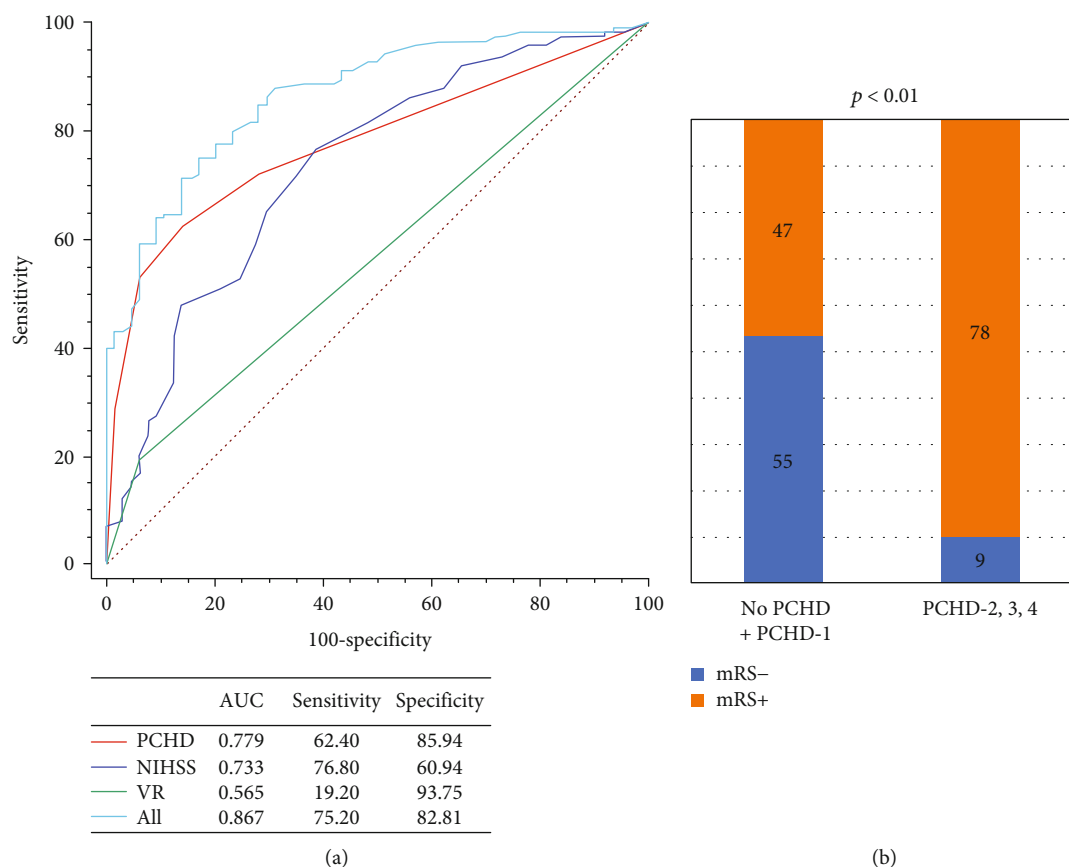 100
80
60
40
20
0
Sensitivity
0 20 40 60 80 100
100-specificity
AUC Sensitivity Specificity
PCHD 0.779 62.40 85.94
NIHSS 0.733 76.80 60.94
VR 0.565 19.20 93.75
All 0.867 75.20 82.81
(a)
p < 0.01
47
55
78
9
No PCHD
+ PCHD-1
PCHD-2, 3, 4
mRS−
mRS+
(b)